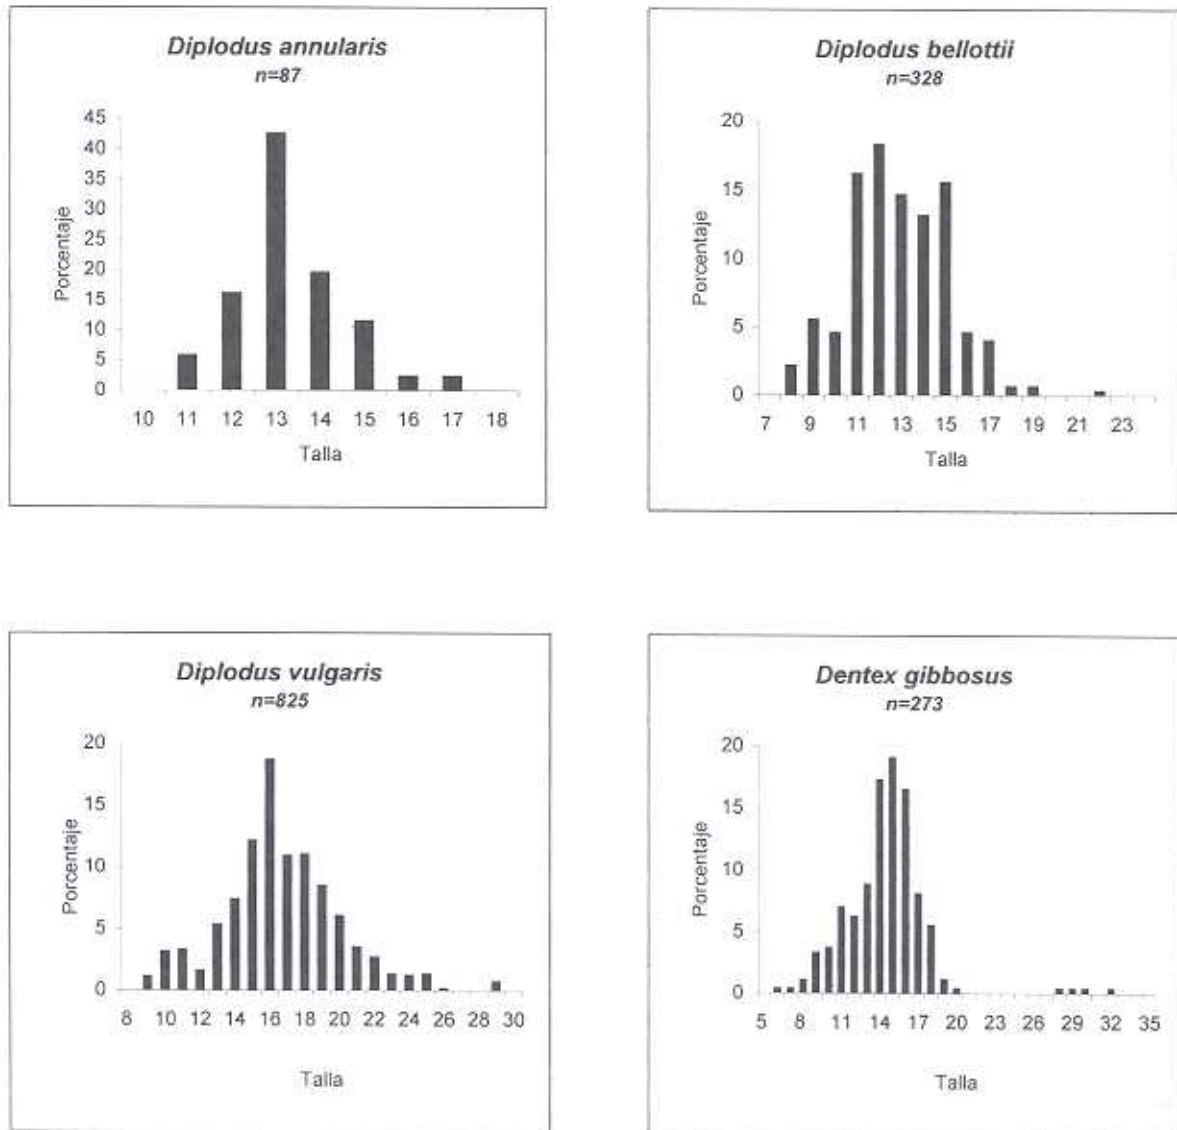 Diplodus annularis
n=87
45
40
35
30
25
20
15
10
5
0
Porcentaje
10 11 12 13 14 15 16 17 18
Talla
Diplodus bellottii
n=328
20
15
10
5
0
Porcentaje
7 9 11 13 15 17 19 21 23
Talla
Diplodus vulgaris
n=825
20
15
10
5
0
Porcentaje
8 10 12 14 16 18 20 22 24 26 28 30
Talla
Dentex gibbosus
n=273
20
15
10
5
0
Porcentaje
5 8 11 14 17 20 23 26 29 32 35
Talla